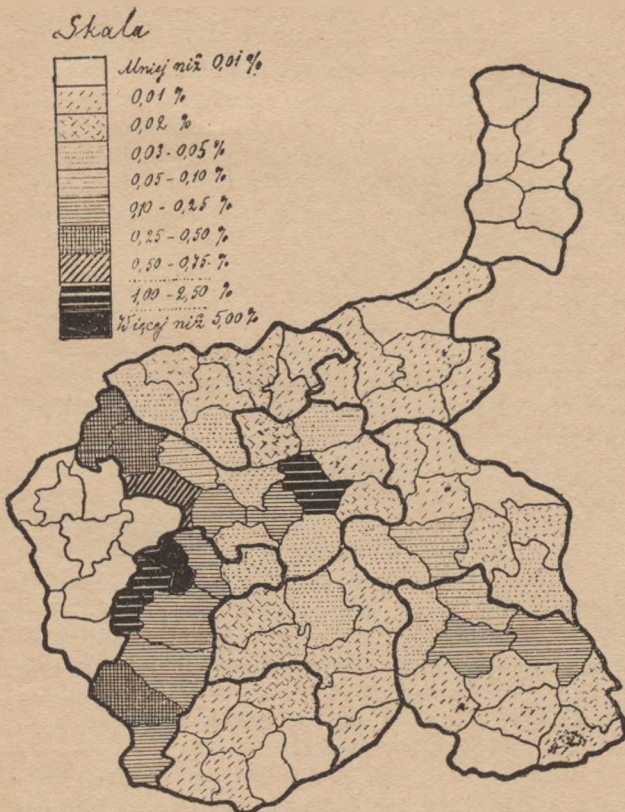 Skala
Mniej niż 0,01 %
0,01 %
0,02 %
0,03 - 0,05 %
0,05 - 0,10 %
0,10 - 0,25 %
0,25 - 0,50 %
0,50 - 0,75 %
1,00 - 2,50 %
Więcej niż 5,00 %